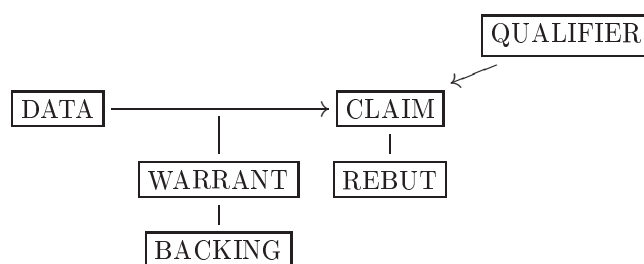 QUALIFIER
DATA
CLAIM
WARRANT
REBUT
BACKING